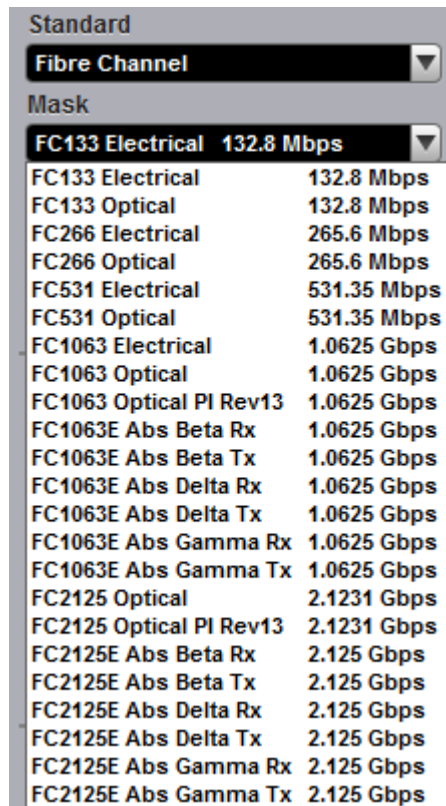 Standard
Fibre Channel
Mask
FC133 Electrical 132.8 Mbps
FC133 Electrical 132.8 Mbps
FC133 Optical 132.8 Mbps
FC266 Electrical 265.6 Mbps
FC266 Optical 265.6 Mbps
FC531 Electrical 531.35 Mbps
FC531 Optical 531.35 Mbps
FC1063 Electrical 1.0625 Gbps
FC1063 Optical 1.0625 Gbps
FC1063 Optical PI Rev13 1.0625 Gbps
FC1063E Abs Beta Rx 1.0625 Gbps
FC1063E Abs Beta Tx 1.0625 Gbps
FC1063E Abs Delta Rx 1.0625 Gbps
FC1063E Abs Delta Tx 1.0625 Gbps
FC1063E Abs Gamma Rx 1.0625 Gbps
FC1063E Abs Gamma Tx 1.0625 Gbps
FC2125 Optical 2.1231 Gbps
FC2125 Optical PI Rev13 2.1231 Gbps
FC2125E Abs Beta Rx 2.125 Gbps
FC2125E Abs Beta Tx 2.125 Gbps
FC2125E Abs Delta Rx 2.125 Gbps
FC2125E Abs Delta Tx 2.125 Gbps
FC2125E Abs Gamma Rx 2.125 Gbps
FC2125E Abs Gamma Tx 2.125 Gbps